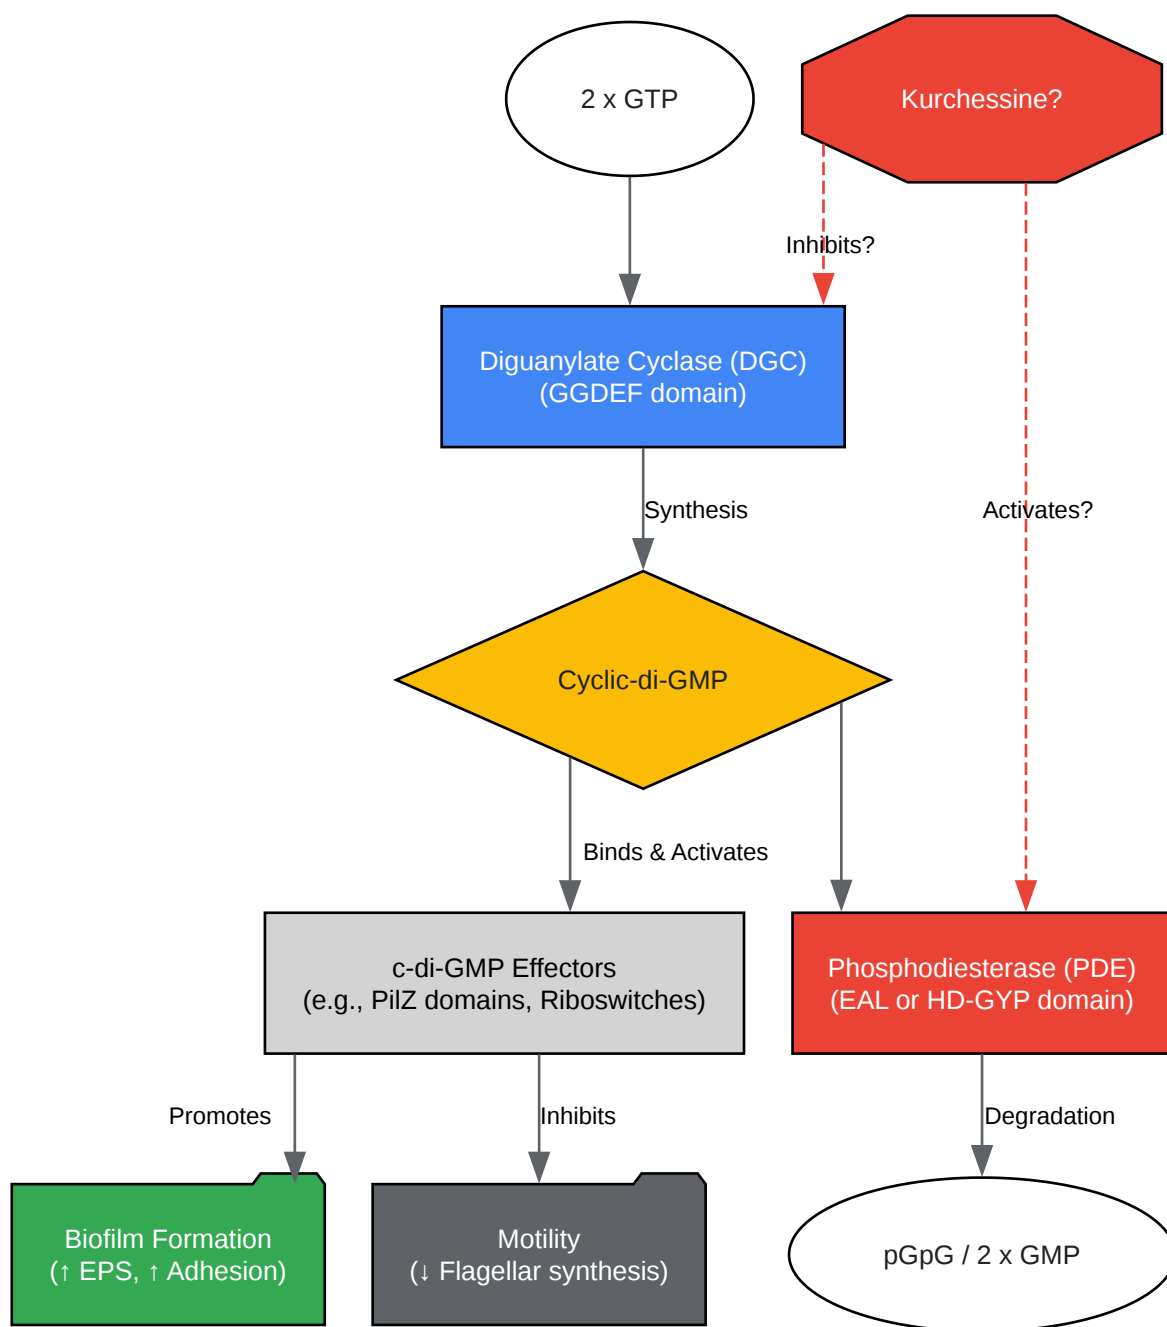 2 x GTP
Kurchessine?
Inhibits?
Diguanylate Cyclase (DGC)
(GGDEF domain)
Synthesis
Activates?
Cyclic-di-GMP
Binds & Activates
c-di-GMP Effectors
(e.g., PilZ domains, Riboswitches)
Phosphodiesterase (PDE)
(EAL or HD-GYP domain)
Promotes
Inhibits
Degradation
Biofilm Formation
(↑ EPS, ↑ Adhesion)
Motility
(↓ Flagellar synthesis)
pGpG / 2 x GMP